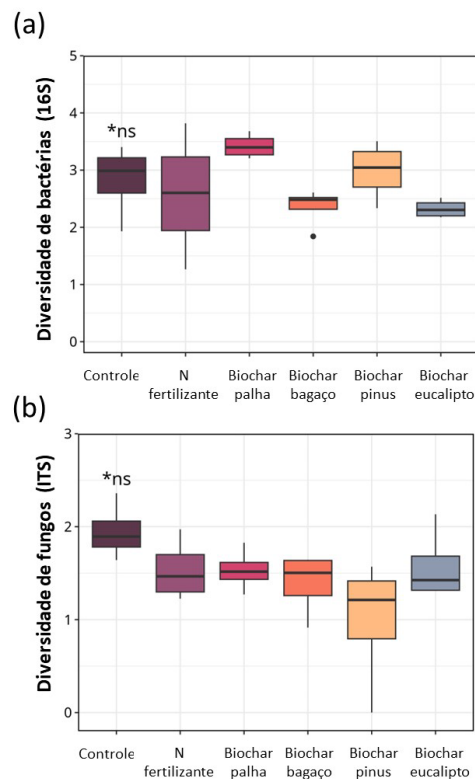 (a)
Diversidade de bactérias (16S)
5
4
3
2
1
0
*ns
Controle
N
fertilizante
Biochar
palha
Biochar
bagaço
Biochar
pinus
Biochar
eucalipto
(b)
Diversidade de fungos (ITS)
3
2
1
0
*ns
Controle
N
fertilizante
Biochar
palha
Biochar
bagaço
Biochar
pinus
Biochar
eucalipto